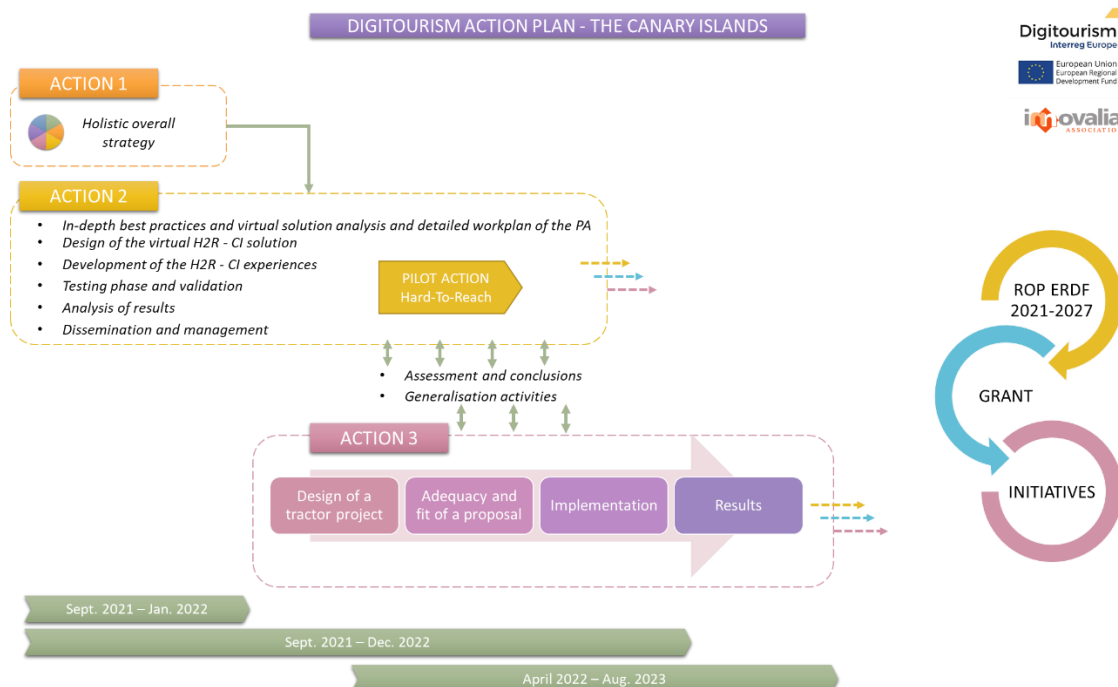 DIGITOURISM ACTION PLAN - THE CANARY ISLANDS
Digitourism
Interreg Europe
European Union
European Regional
Development Fund
innovalia
ASSOCIATION
ACTION 1
Holistic overall
strategy
ACTION 2
• In-depth best practices and virtual solution analysis and detailed workplan of the PA
• Design of the virtual H2R - CI solution
• Development of the H2R - CI experiences
• Testing phase and validation
• Analysis of results
• Dissemination and management
PILOT ACTION
Hard-To-Reach
• Assessment and conclusions
• Generalisation activities
ACTION 3
Design of a
tractor project
Adequacy and
fit of a proposal
Implementation
Results
ROP ERDF
2021-2027
GRANT
INITIATIVES
Sept. 2021 – Jan. 2022
Sept. 2021 – Dec. 2022
April 2022 – Aug. 2023